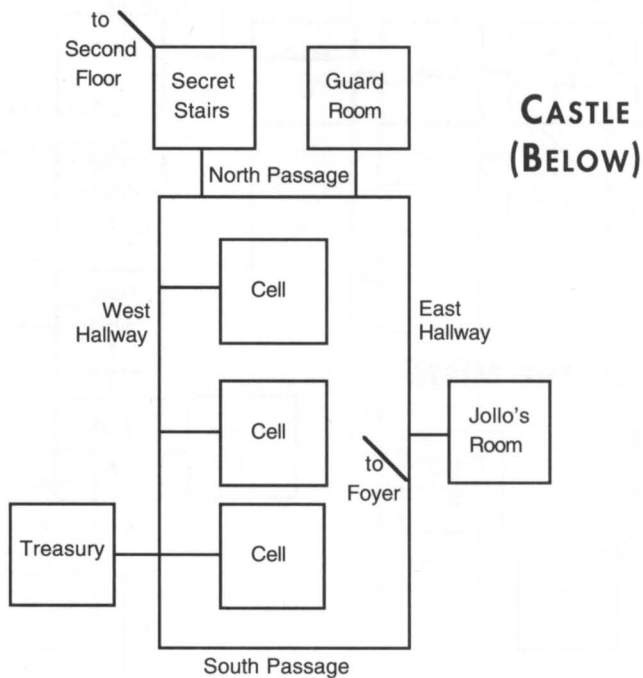 to
Second
Floor
Secret
Stairs
Guard
Room
CASTLE
(BELOW)
North Passage
Cell
West
Hallway
East
Hallway
Cell
Jollo's
Room
to
Foyer
Treasury
Cell
South Passage